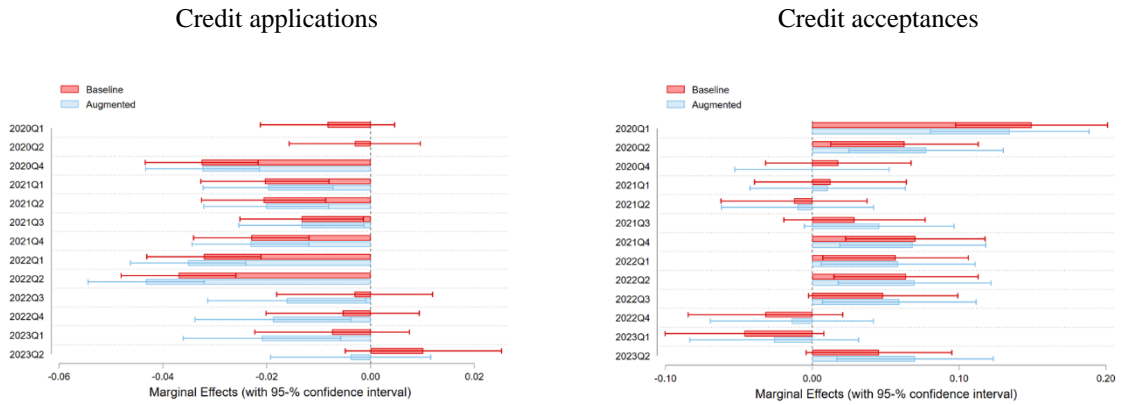 Credit applications
Baseline
Augmented
2020Q1
2020Q2
2020Q4
2021Q1
2021Q2
2021Q3
2021Q4
2022Q1
2022Q2
2022Q3
2022Q4
2023Q1
2023Q2
-0.06
-0.04
-0.02
0.00
0.02
Marginal Effects (with 95-% confidence interval)
Credit acceptances
Baseline
Augmented
2020Q1
2020Q2
2020Q4
2021Q1
2021Q2
2021Q3
2021Q4
2022Q1
2022Q2
2022Q3
2022Q4
2023Q1
2023Q2
-0.10
0.00
0.10
0.20
Marginal Effects (with 95-% confidence interval)